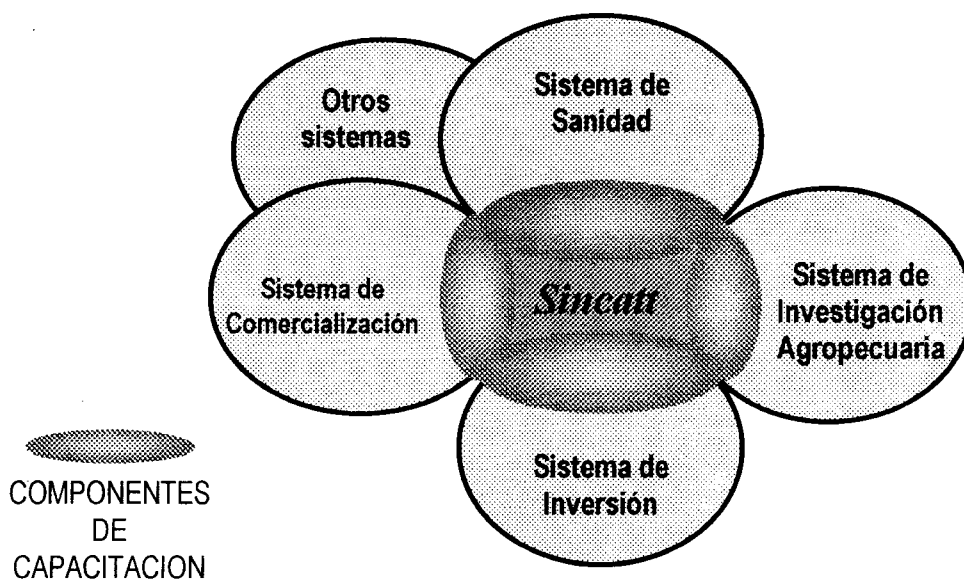 Otros
sistemas
Sistema de
Sanidad
Sistema de
Comercialización
Sincatt
Sistema de
Investigación
Agropecuaria
Sistema de
Inversión
COMPONENTES
DE
CAPACITACION